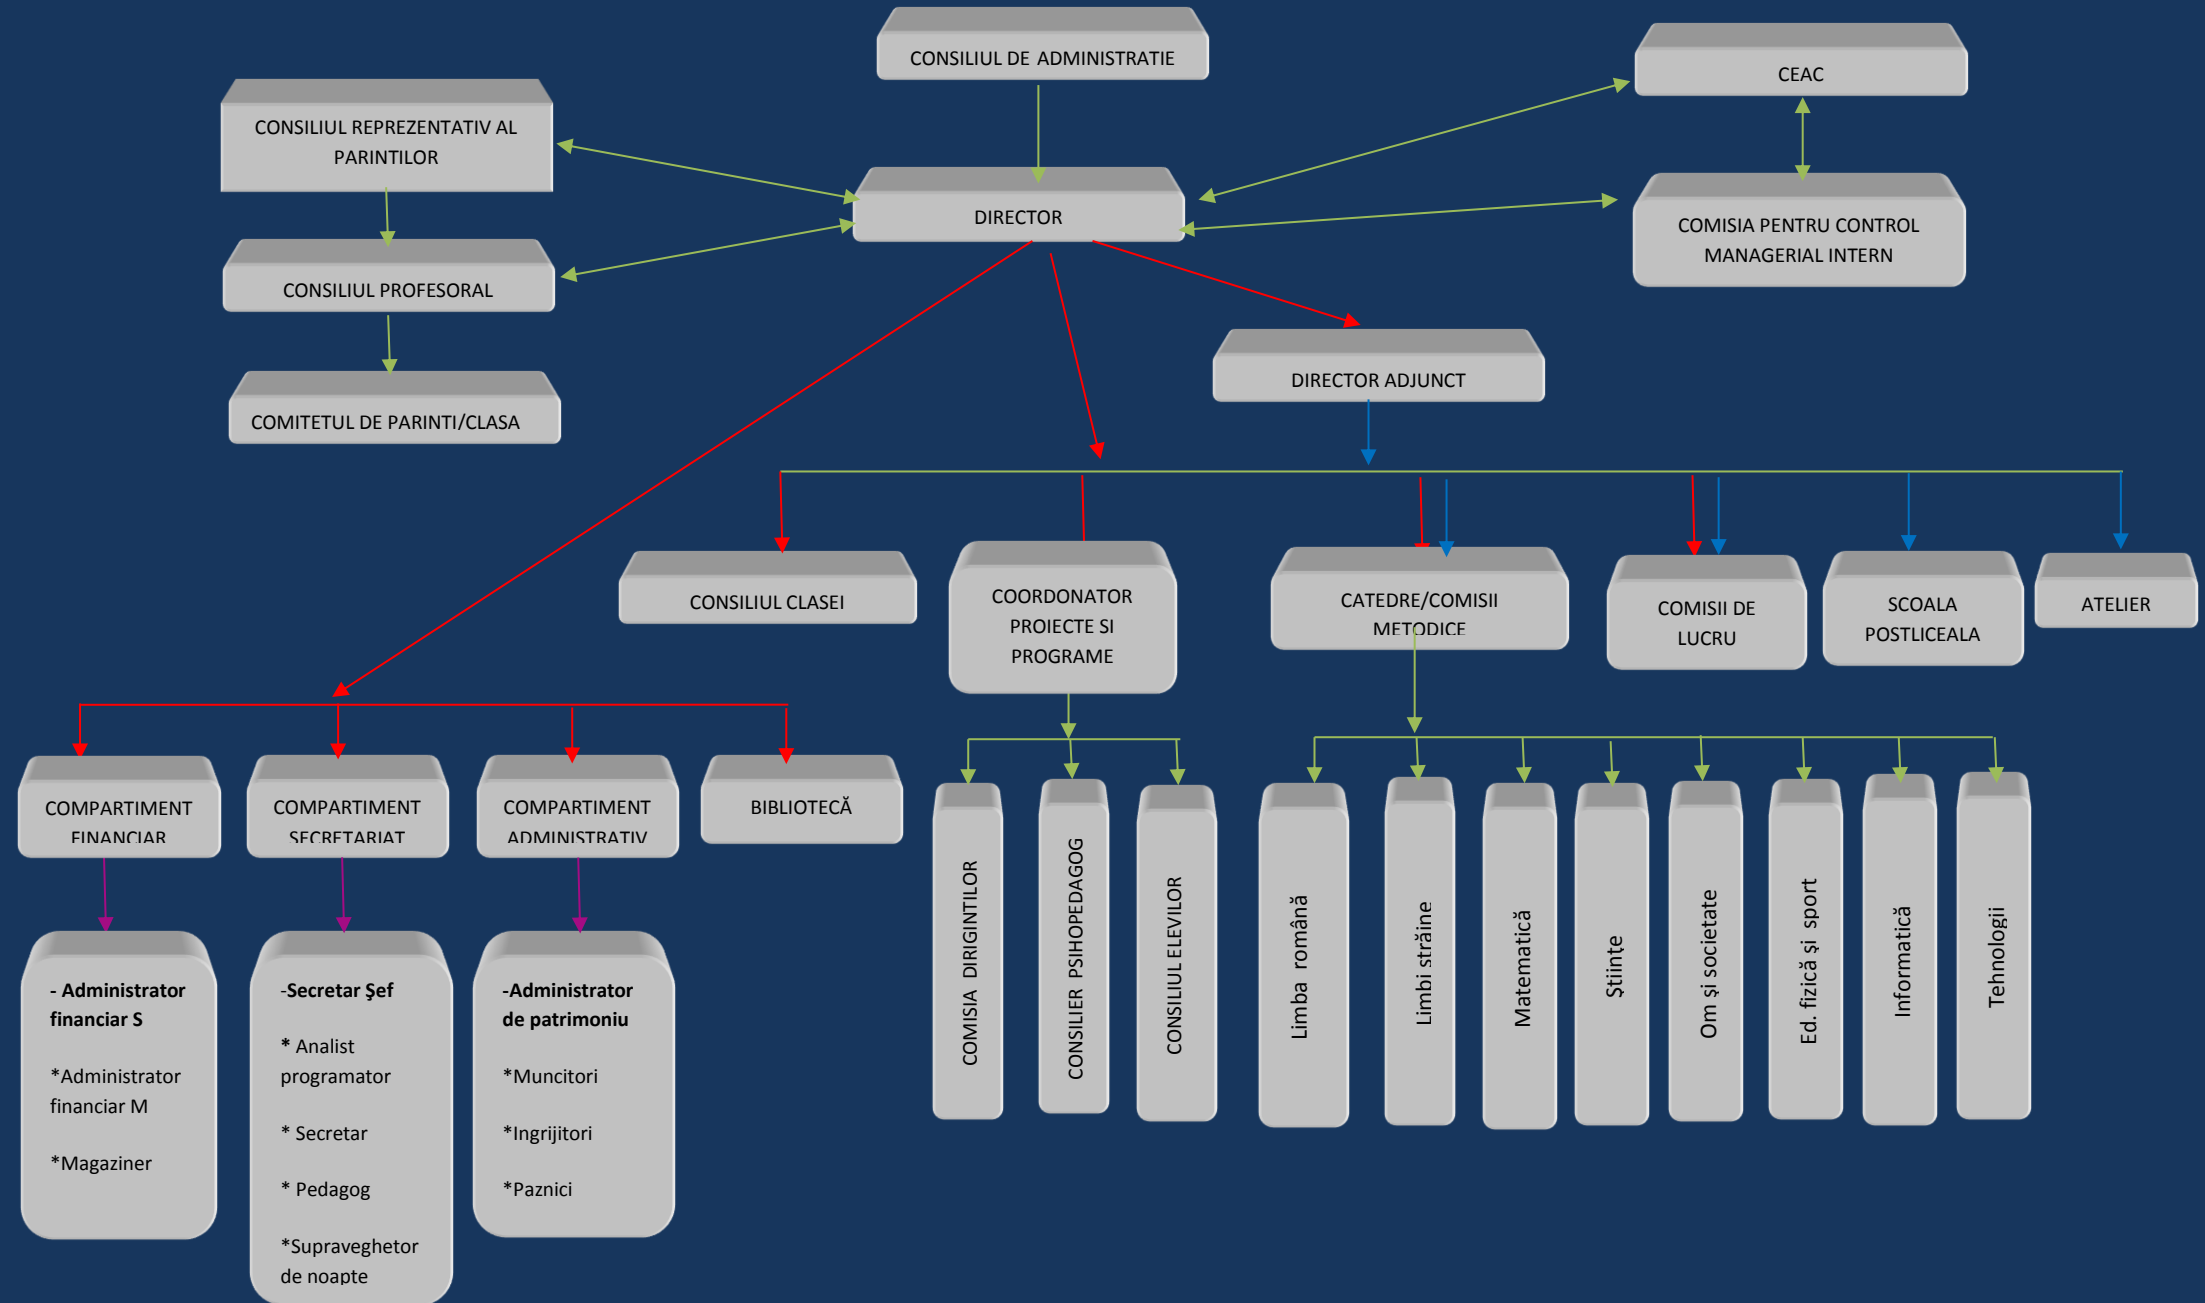 CONSILIUL DE ADMINISTRATIE
CEAC
CONSILIUL REPREZENTATIV AL
PARINTILOR
DIRECTOR
COMISIA PENTRU CONTROL
MANAGERIAL INTERN
CONSILIUL PROFESORAL
DIRECTOR ADJUNCT
COMITETUL DE PARINTI/CLASA
CONSILIUL CLASEI
COORDONATOR
PROIECTE SI
PROGRAME
CATEDRE/COMISII
METODICE
COMISII DE
LUCRU
SCOALA
POSTLICEALA
ATELIER
COMPARTIMENT
FINANCIAR
COMPARTIMENT
SECRETARIAT
COMPARTIMENT
ADMINISTRATIV
BIBLIOTECĂ
COMISIA DIRIGINTILOR
CONSILIER PSIHOPEDAGOG
CONSILIUL ELEVILOR
Limba română
Limbi străine
Matematică
Ştiinţe
Om şi societate
Ed. fizică şi sport
Informatică
Tehnologii
- Administrator
financiar S
*Administrator
financiar M
*Magaziner
-Secretar Şef
* Analist
programator
* Secretar
* Pedagog
*Supraveghetor
de noapte
-Administrator
de patrimoniu
*Muncitori
*Ingrijitori
*Paznici